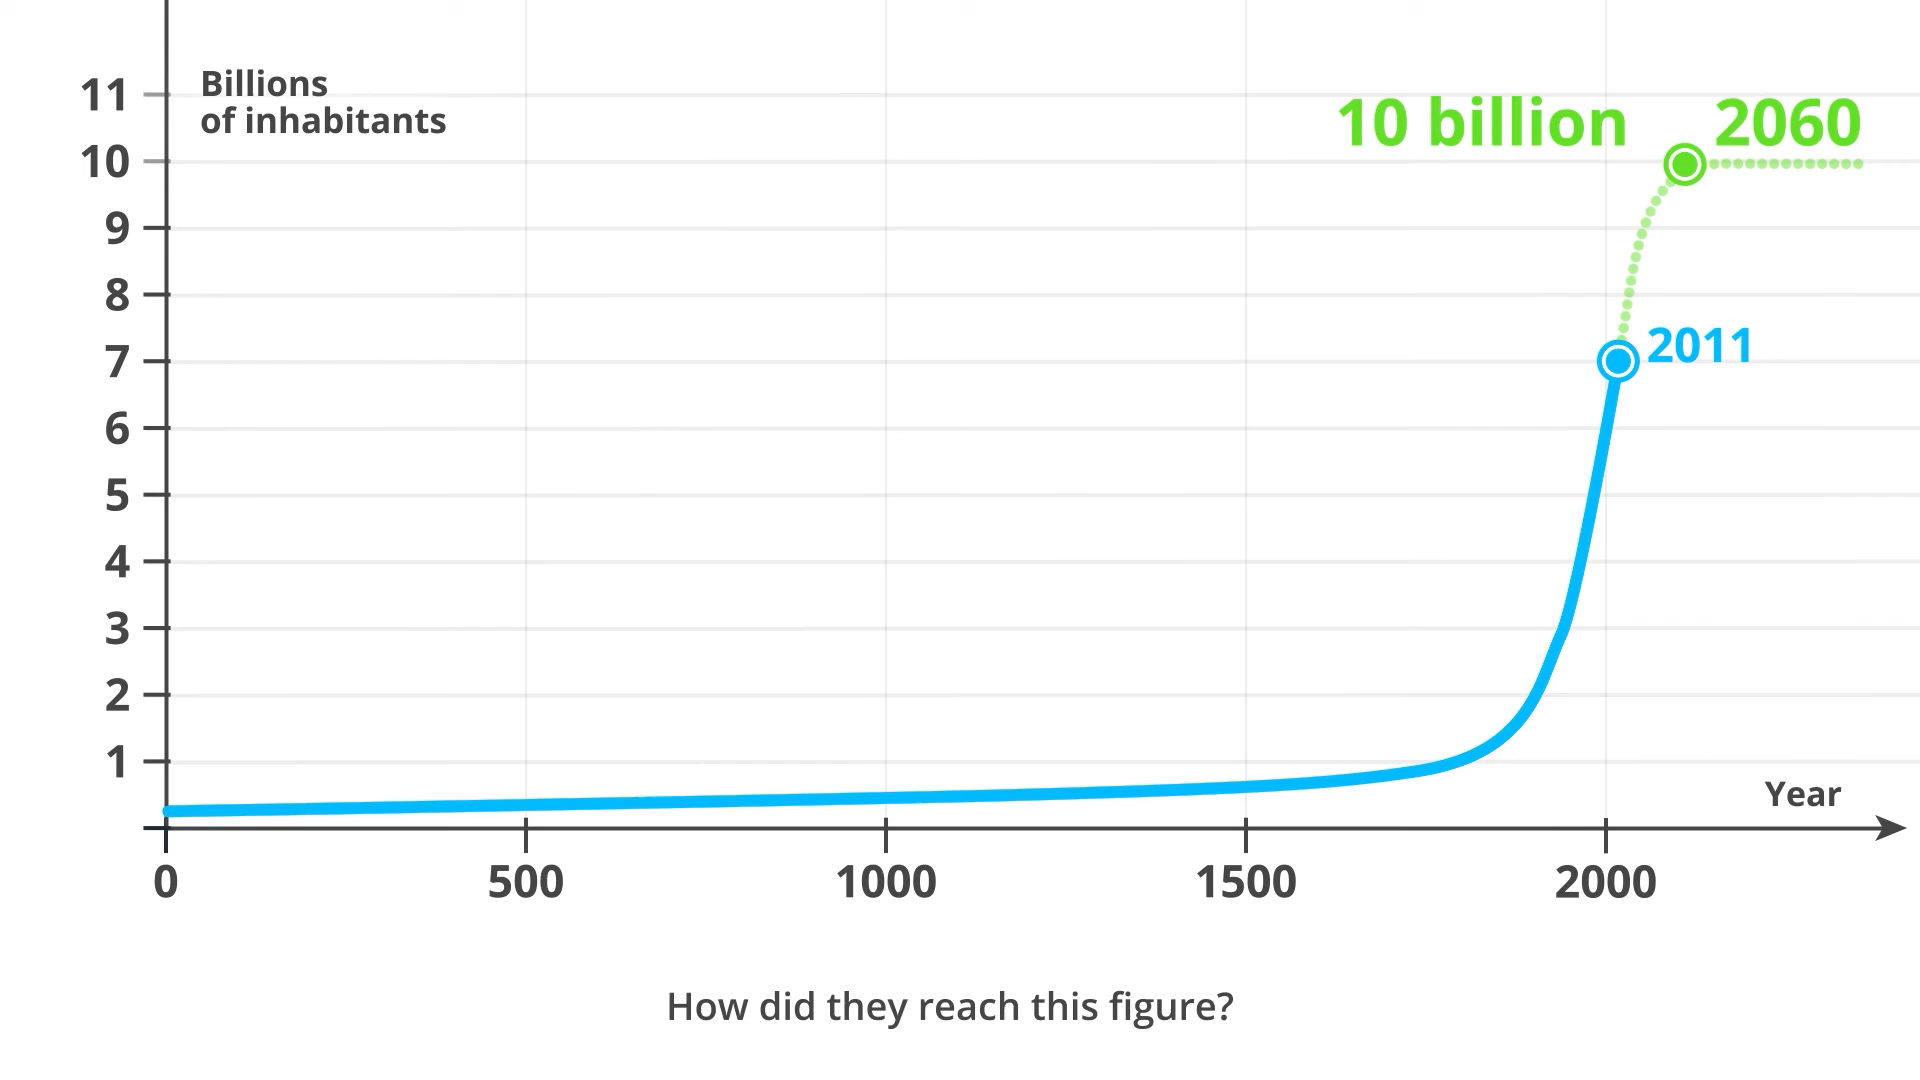 Billions
of inhabitants
11
10
9
8
7
6
5
4
3
2
1
10 billion 2060
2011
Year
0 500 1000 1500 2000
How did they reach this figure?